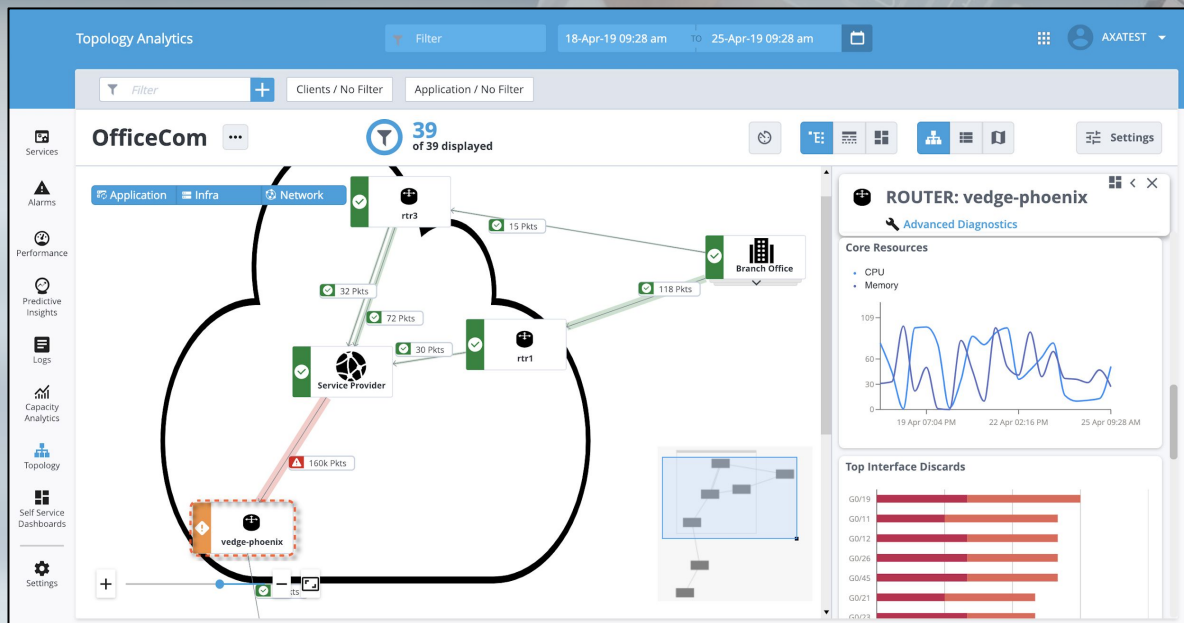 Topology Analytics
Filter
18-Apr-19 09:28 am TO 25-Apr-19 09:28 am
AXATEST
Filter
+
Clients / No Filter
Application / No Filter
OfficeCom
...
39
of 39 displayed
Settings
Services
Alarms
Performance
Predictive
Insights
Logs
Capacity
Analytics
Topology
Self Service
Dashboards
Settings
Application
Infra
Network
rtr3
15 Pkts
Branch Office
32 Pkts
118 Pkts
72 Pkts
30 Pkts
rtr1
Service Provider
160k Pkts
vedge-phoenix
ROUTER: vedge-phoenix
Advanced Diagnostics
Core Resources
• CPU
• Memory
109
60
30
0
19 Apr 07:04 PM
22 Apr 02:16 PM
25 Apr 09:28 AM
Top Interface Discards
G0/19
G0/11
G0/12
G0/26
G0/45
G0/21
G0/23